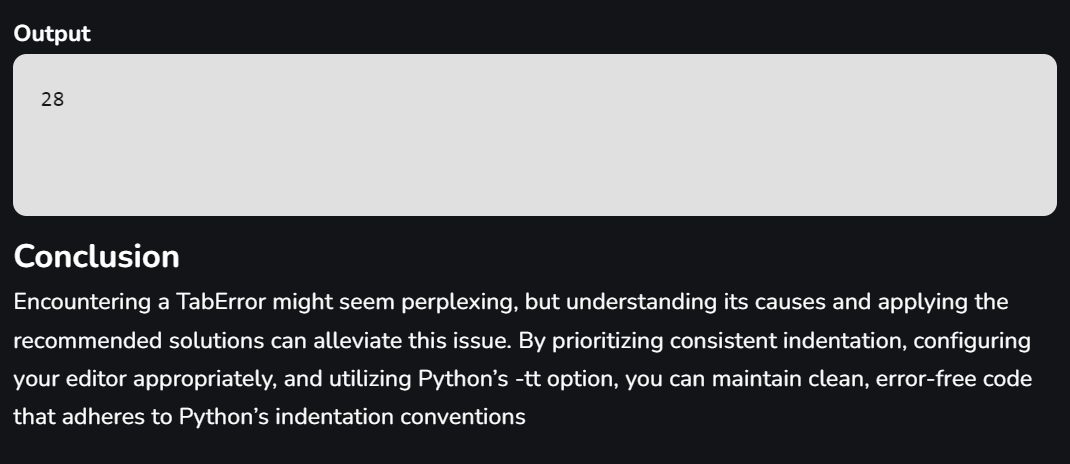 Output
28
Conclusion
Encountering a TabError might seem perplexing, but understanding its causes and applying the
recommended solutions can alleviate this issue. By prioritizing consistent indentation, configuring
your editor appropriately, and utilizing Python’s -tt option, you can maintain clean, error-free code
that adheres to Python’s indentation conventions